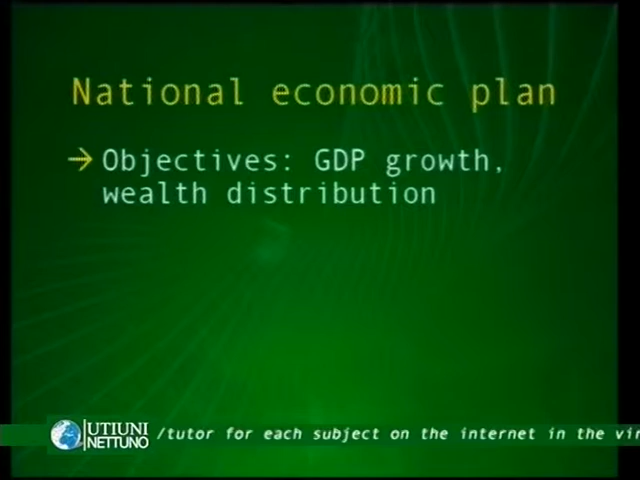 National economic plan
→ Objectives: GDP growth,
wealth distribution
UTIUNI
NETTUNO
/tutor for each subject on the internet in the vir